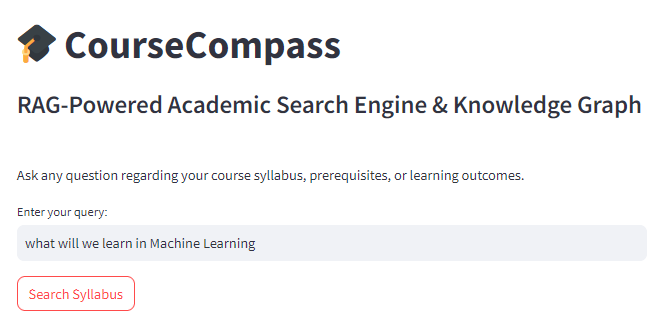 CourseCompass
RAG-Powered Academic Search Engine & Knowledge Graph
Ask any question regarding your course syllabus, prerequisites, or learning outcomes.
Enter your query:
what will we learn in Machine Learning
Search Syllabus